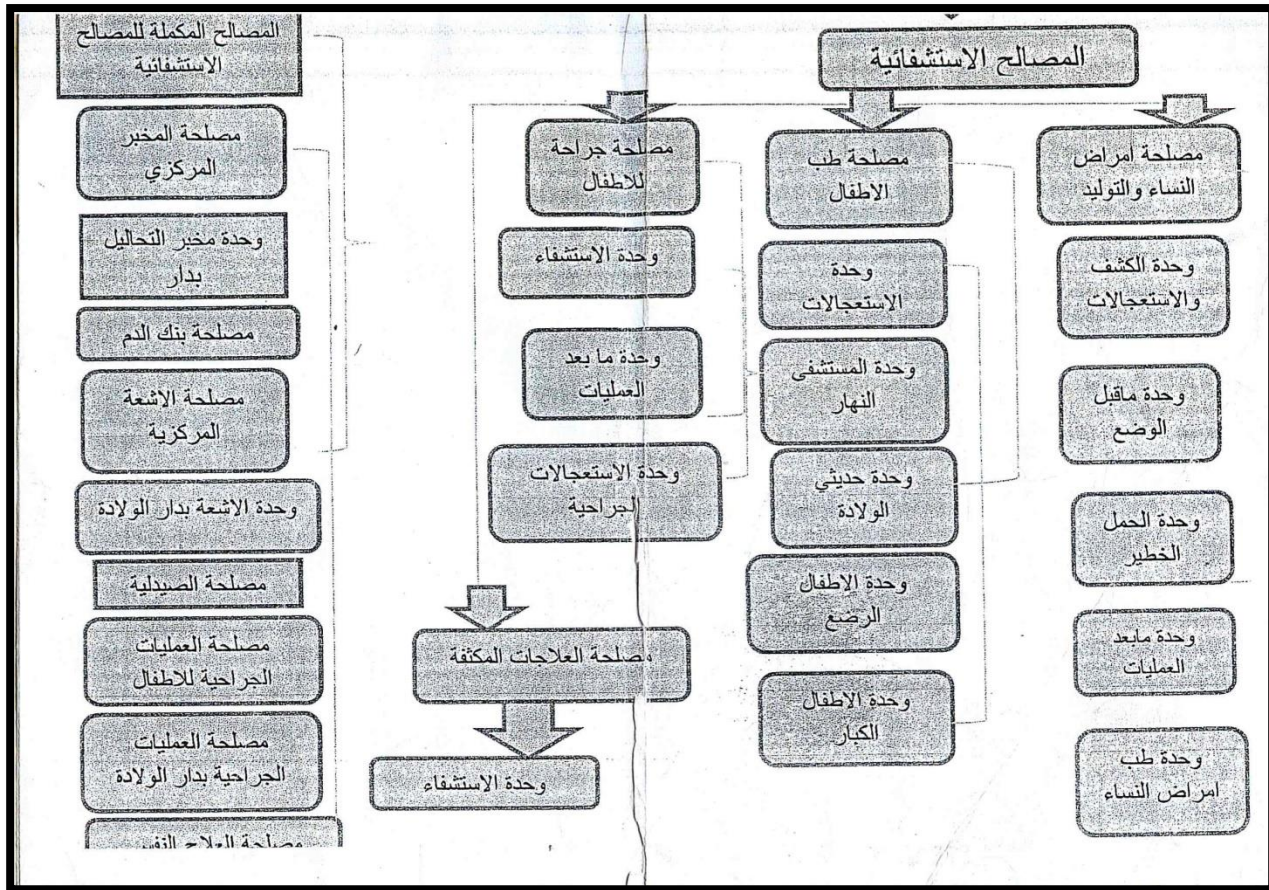 المصالح الاستشفائية
مصلحة أمراض
النساء والتوليد
وحدة الكشف
والاستعجالات
وحدة ماقبل
الوضع
وحدة الحمل
الخطير
وحدة مابعد
العمليات
وحدة طب
امراض النساء
مصلحة طب
الاطفال
وحدة
الاستعجالات
وحدة المستشفى
النهار
وحدة حديثي
الولادة
وحدة الاطفال
الرضع
وحدة الاطفال
الكبار
مصلحة جراحة
للاطفال
وحدة الاستشفاء
وحدة ما بعد
العمليات
وحدة الاستعجالات
الجراحية
مصلحة العلاجات المكثفة
وحدة الاستشفاء
المصالح المكملة للمصالح
الاستشفائية
مصلحة المخبر
المركزي
وحدة مخبر التحاليل
بدار
مصلحة بنك الدم
مصلحة الاشعة
المركزية
وحدة الاشعة بدار الولادة
مصلحة الصيدلية
مصلحة العمليات
الجراحية للاطفال
مصلحة العمليات
الجراحية بدار الولادة
مصلحة العلاج